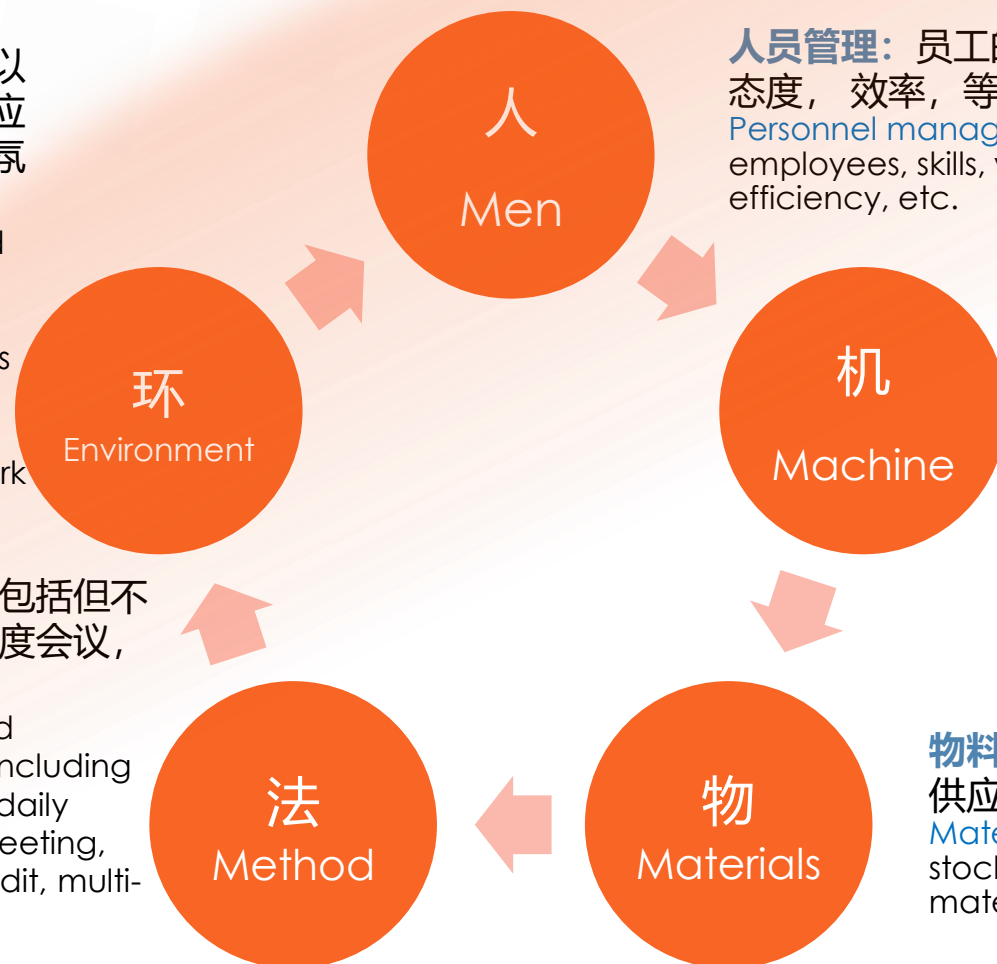 人
Men
人员管理：员工的
态度， 效率，等
Personnel manag
employees, skills,
efficiency, etc.
机
Machine
物料
供应
Mate
stock
mate
物
Materials
法
Method
包括但不
度会议，
d
ncluding
daily
eeting,
dit, multi-
环
Environment
以
应
氛
s
rk